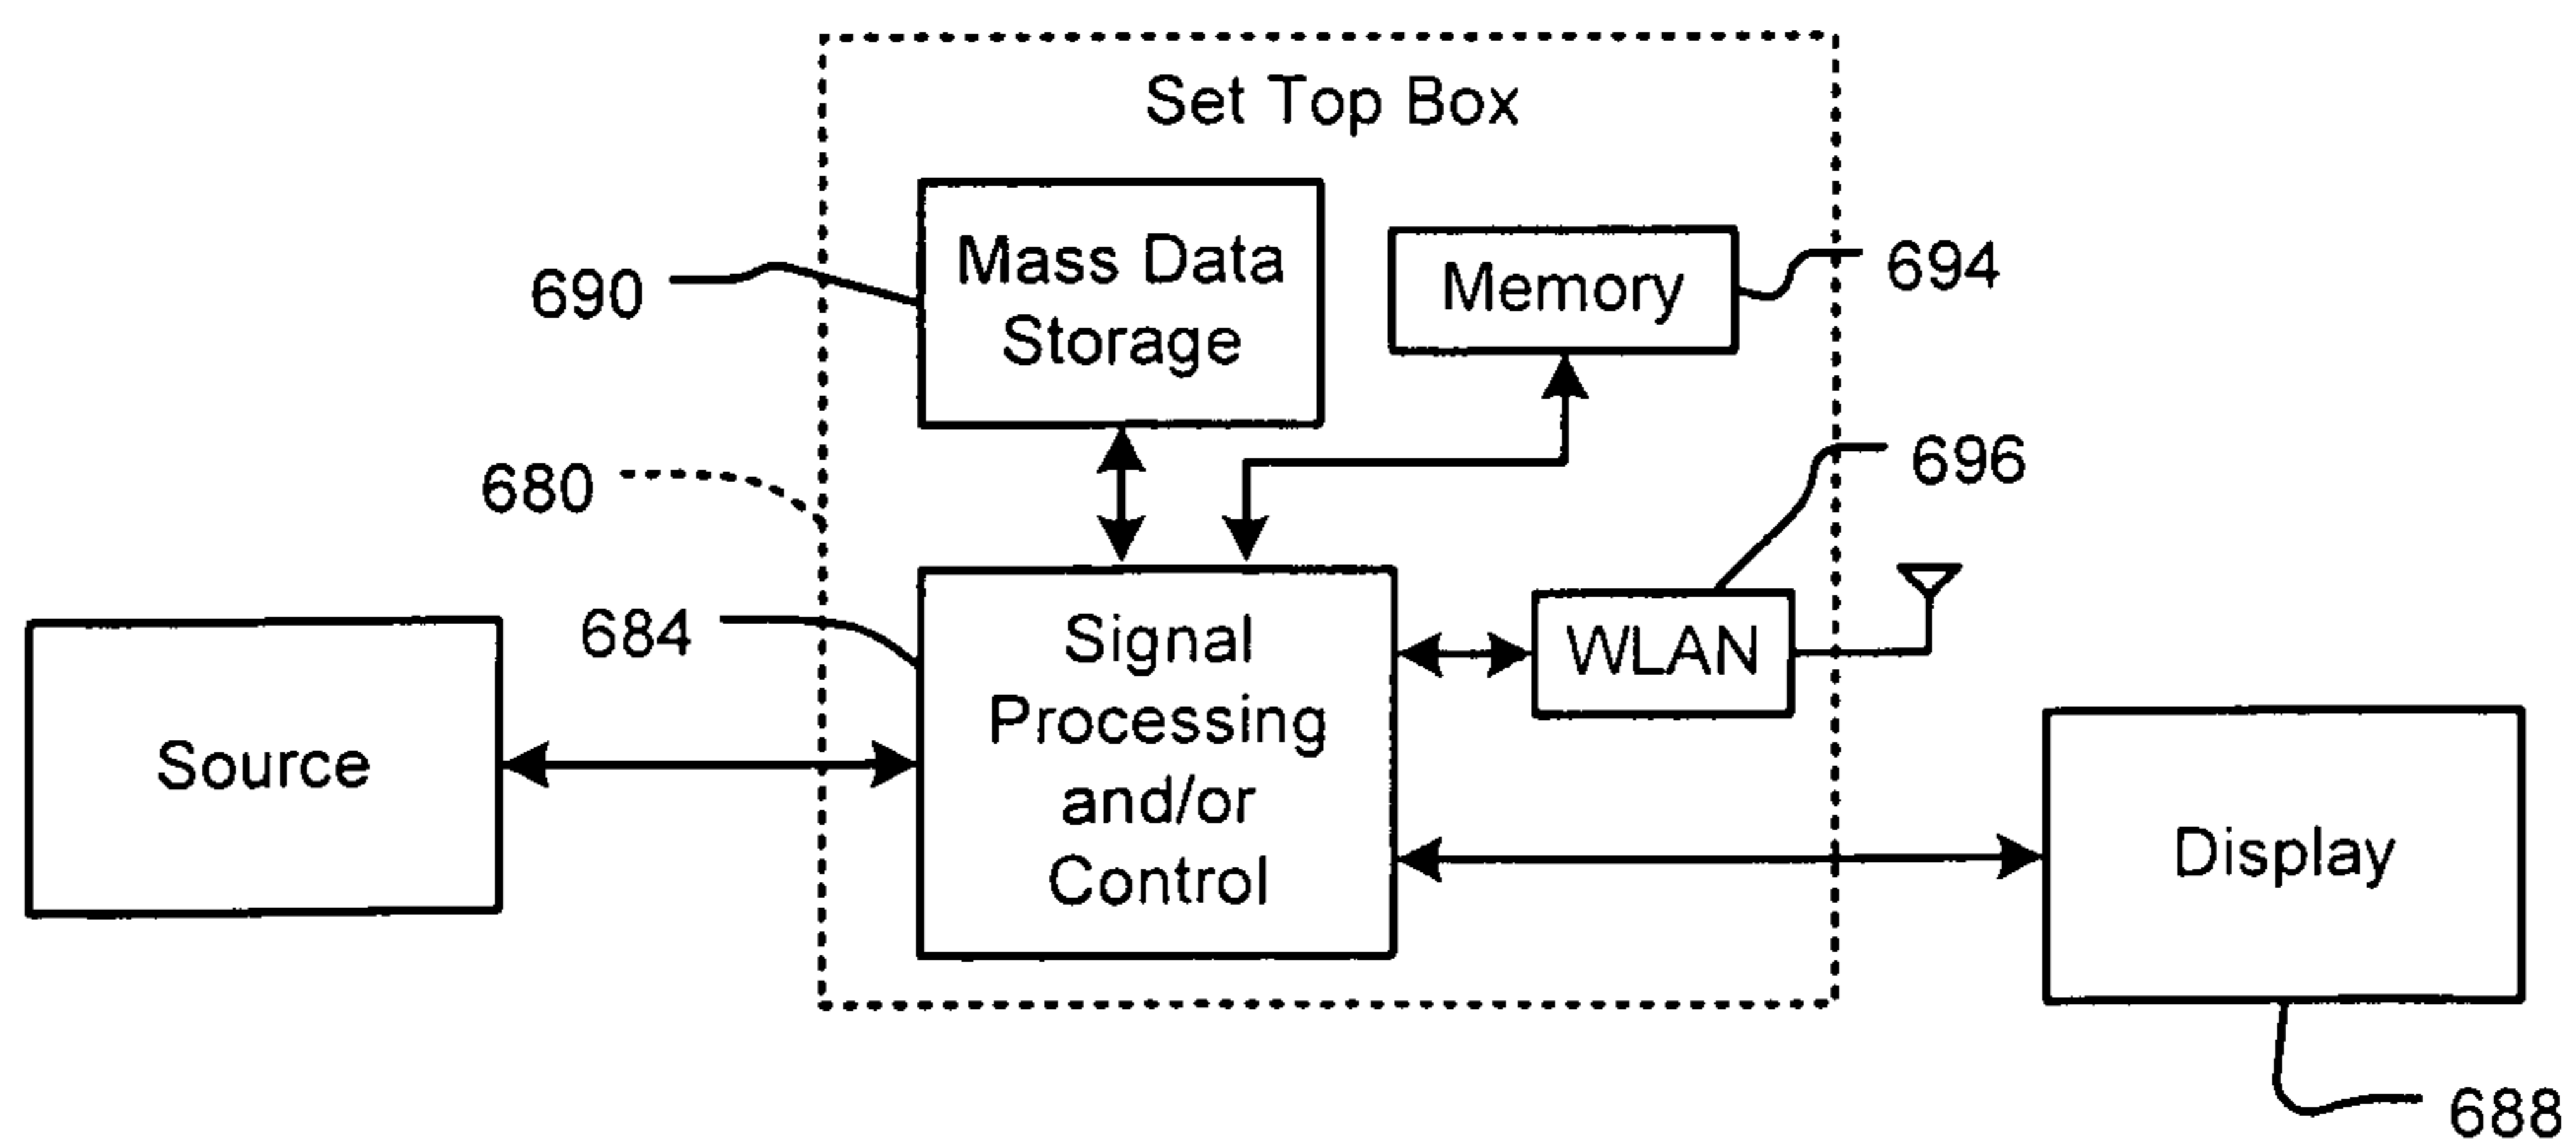 Set Top Box
Mass Data
Storage
690
Memory
694
680
696
684
Signal
Processing
and/or
Control
WLAN
Source
Display
688